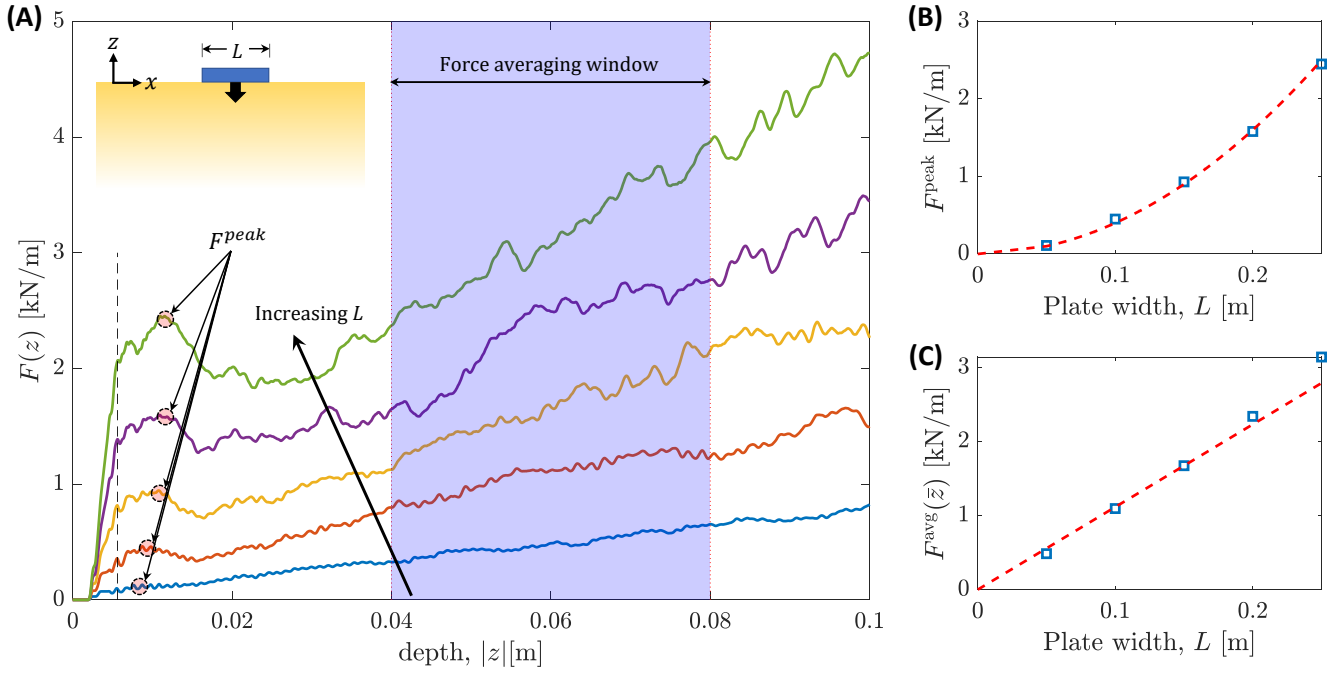 (A)
5
4
3
2
1
0
F(z) [kN/m]
0
0.02
0.04
0.06
0.08
0.1
depth, |z|[m]
z
x
L
Force averaging window
F^peak
Increasing L
(B)
3
2
1
0
F^peak [kN/m]
0
0.1
0.2
Plate width, L [m]
(C)
3
2
1
0
F^avg(z̄) [kN/m]
0
0.1
0.2
Plate width, L [m]